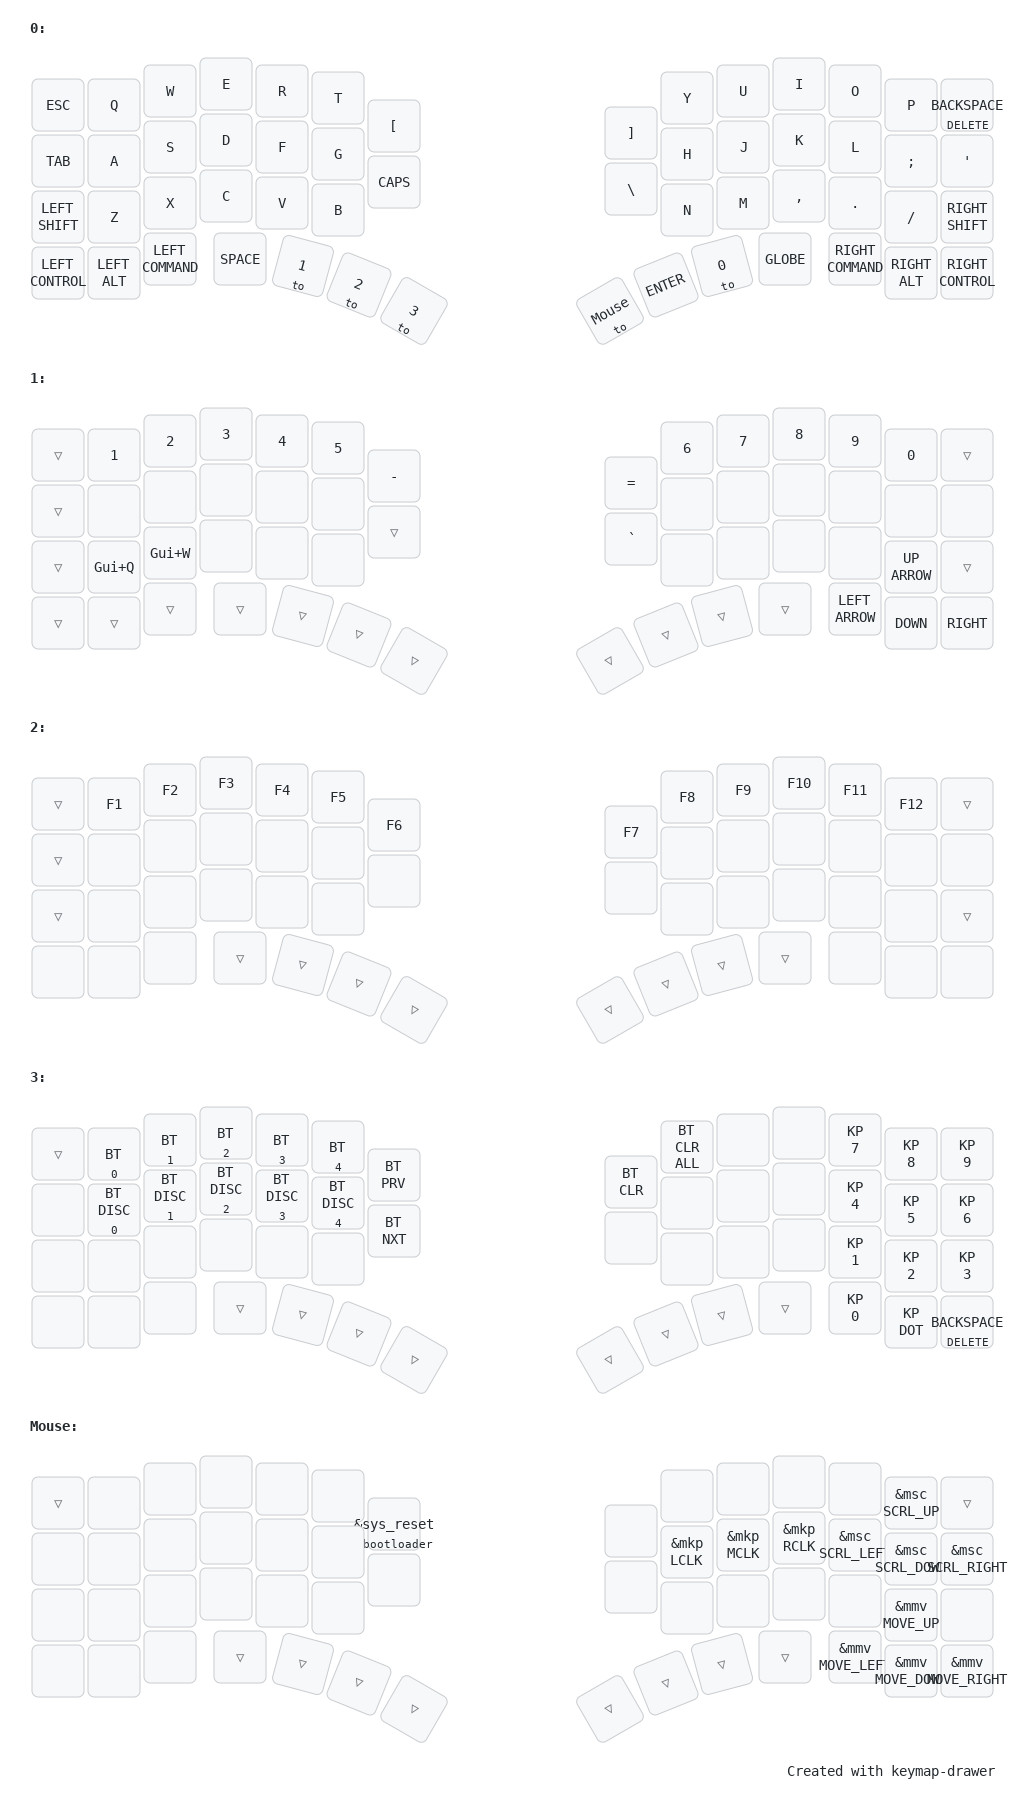 0:
ESC Q W E R T [
] Y U I O P BACKSPACE
DELETE
TAB A S D F G CAPS
\ H J K L ; '
LEFT SHIFT Z X C V B
N M , . / RIGHT SHIFT
LEFT CONTROL LEFT ALT LEFT COMMAND SPACE 1 to 2 to 3 to
Mouse to ENTER 0 to GLOBE RIGHT COMMAND RIGHT ALT RIGHT CONTROL
1:
▽ 1 2 3 4 5 -
= 6 7 8 9 0 ▽
▽ ▽
`
▽ Gui+Q Gui+W
UP ARROW ▽
▽ ▽ ▽ ▽ ▽ ▽ ▽
▽ ▽ ▽ ▽ LEFT ARROW DOWN RIGHT
2:
▽ F1 F2 F3 F4 F5 F6
F7 F8 F9 F10 F11 F12 ▽
▽
▽ ▽
▽ ▽ ▽ ▽
▽ ▽ ▽ ▽
3:
▽ BT 0 BT 1 BT 2 BT 3 BT 4 BT PRV
BT CLR BT CLR ALL KP 7 KP 8 KP 9
BT DISC 0 BT DISC 1 BT DISC 2 BT DISC 3 BT DISC 4 BT NXT
KP 4 KP 5 KP 6
KP 1 KP 2 KP 3
▽ ▽ ▽ ▽
▽ ▽ ▽ ▽ KP 0 KP DOT BACKSPACE
DELETE
Mouse:
▽ &sys_reset
bootloader
&msc SCRL_UP ▽
&mkp LCLK &mkp MCLK &mkp RCLK &msc SCRL_LEFT &msc SCRL_DOWN &msc SCRL_RIGHT
&mmv MOVE_UP
▽ ▽ ▽ ▽
▽ ▽ ▽ ▽ &mmv MOVE_LEFT &mmv MOVE_DOWN &mmv MOVE_RIGHT
Created with keymap-drawer